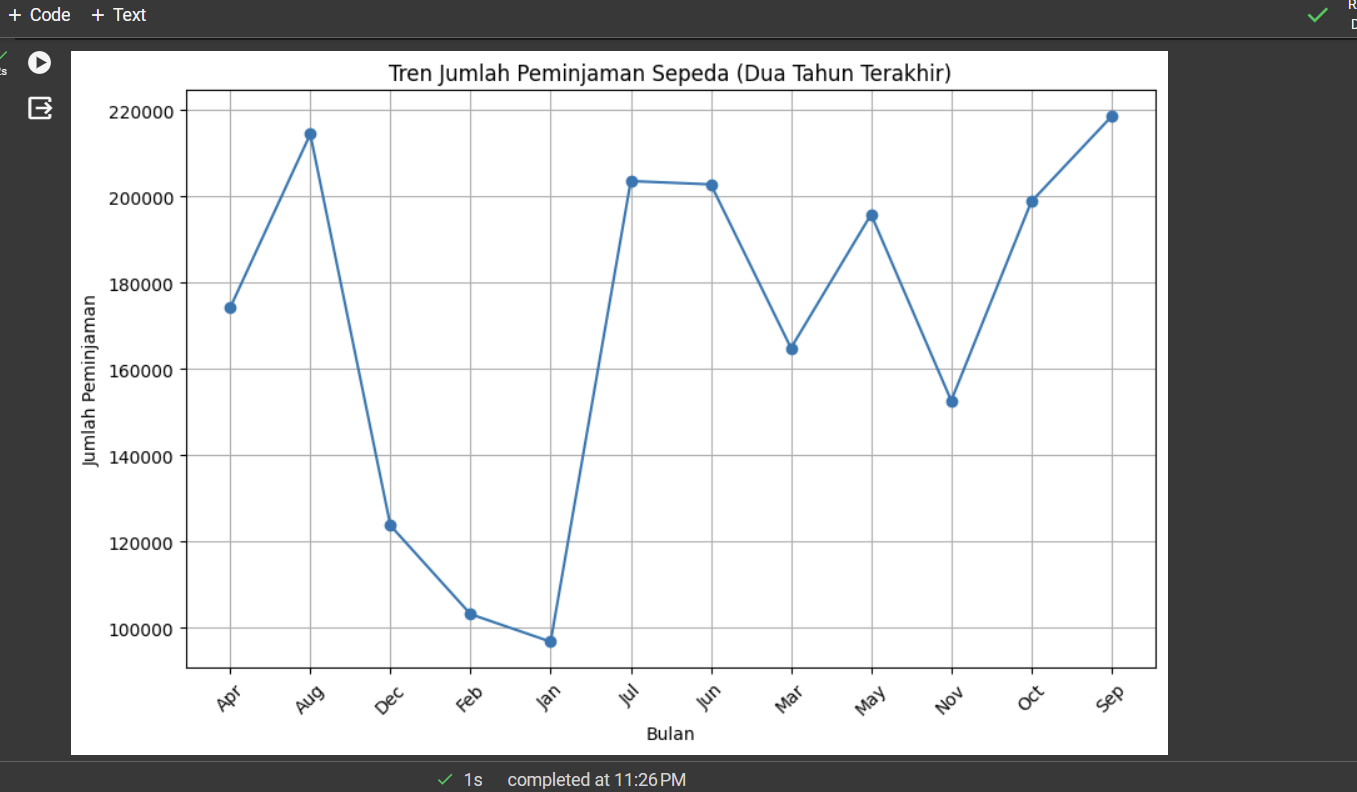 + Code + Text
R
D
s
Tren Jumlah Peminjaman Sepeda (Dua Tahun Terakhir)
220000
200000
180000
160000
140000
120000
100000
Jumlah Peminjaman
Apr Aug Dec Feb Jan Jul Jun Mar May Nov Oct Sep
Bulan
1s completed at 11:26 PM